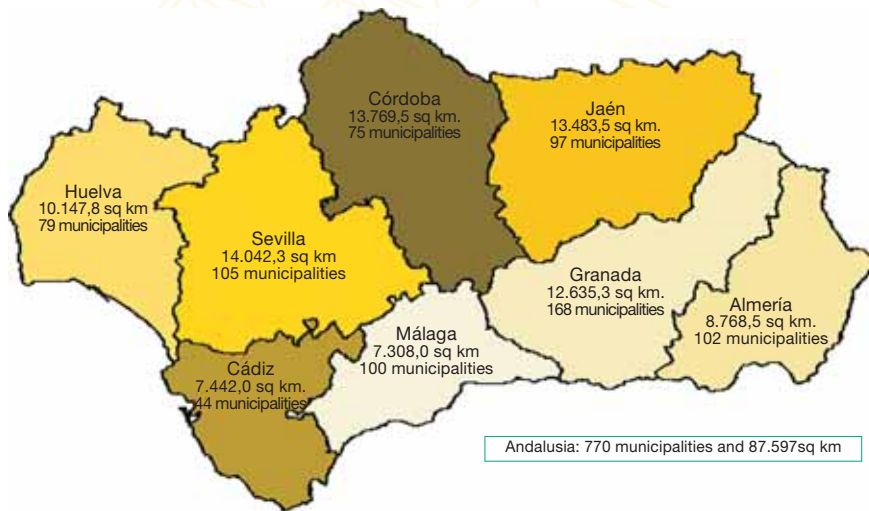 Córdoba
13.769,5 sq km.
75 municipalities
Jaén
13.483,5 sq km.
97 municipalities
Huelva
10.147,8 sq km
79 municipalities
Sevilla
14.042,3 sq km
105 municipalities
Granada
12.635,3 sq km.
168 municipalities
Almería
8.768,5 sq km.
102 municipalities
Málaga
7.308,0 sq km
100 municipalities
Cádiz
7.442,0 sq km.
44 municipalities
Andalusia: 770 municipalities and 87.597sq km